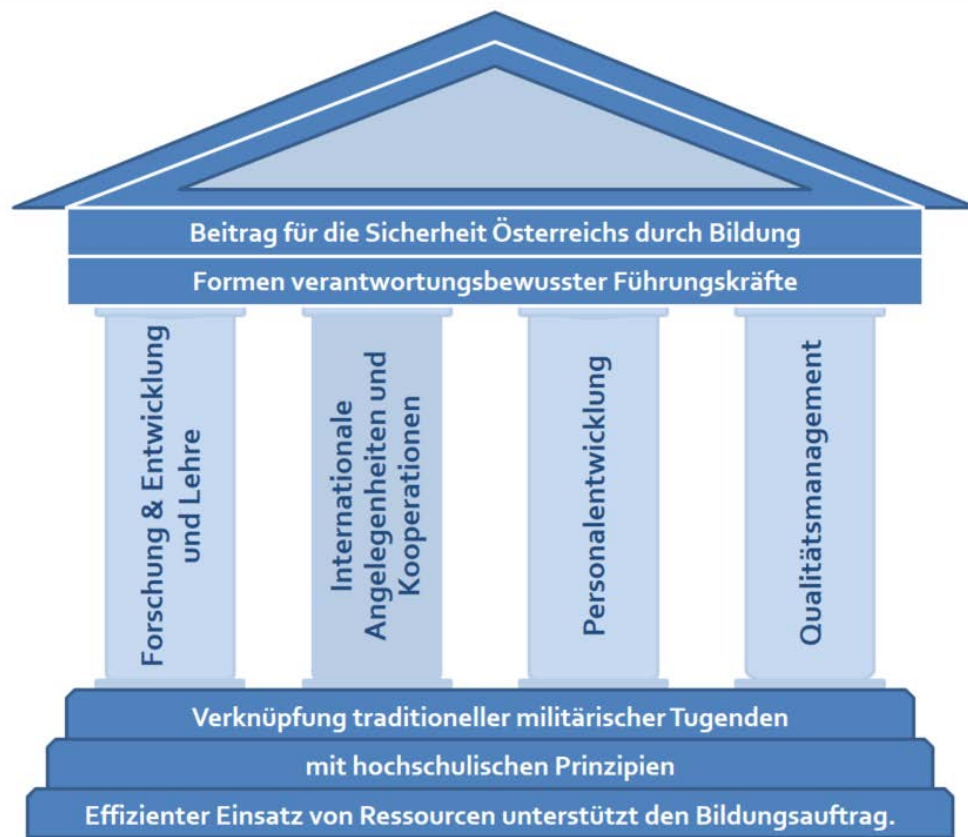 Beitrag für die Sicherheit Österreichs durch Bildung
Formen verantwortungsbewusster Führungskräfte
Forschung & Entwicklung
und Lehre
Internationale
Angelegenheiten und
Kooperationen
Personalentwicklung
Qualitätsmanagement
Verknüpfung traditioneller militärischer Tugenden
mit hochschulischen Prinzipien
Effizienter Einsatz von Ressourcen unterstützt den Bildungsauftrag.